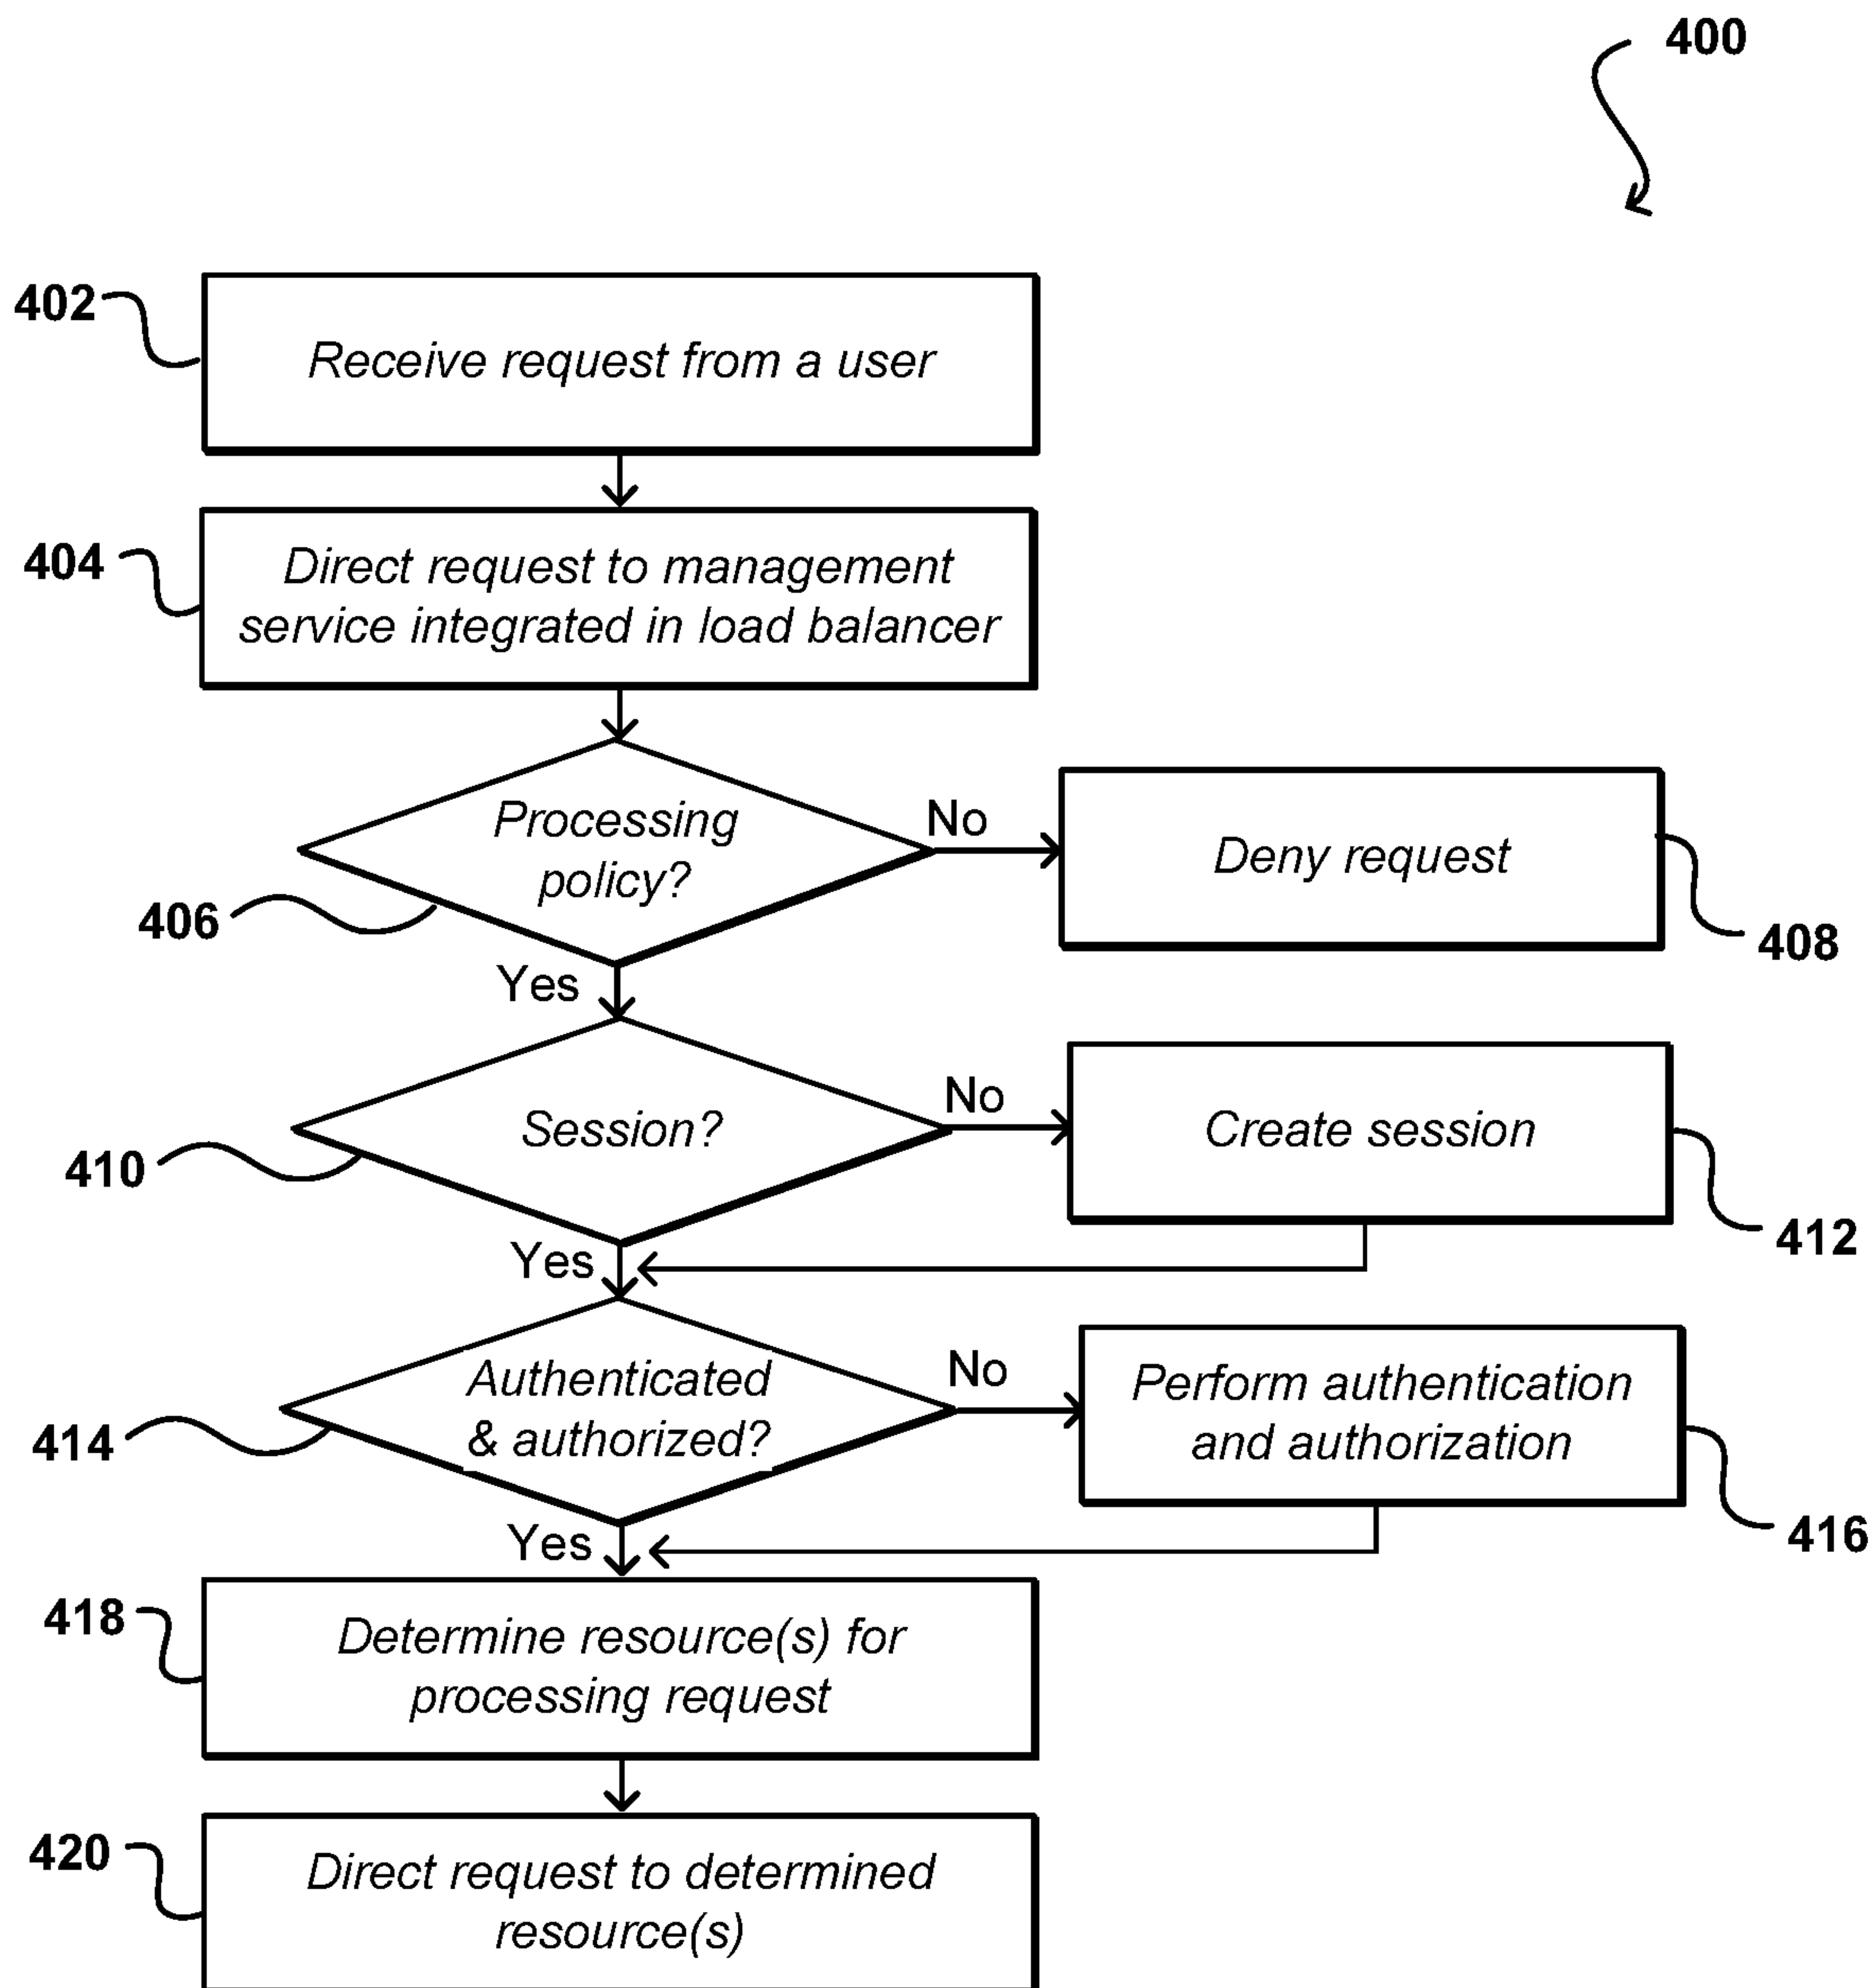 400
402
Receive request from a user
404
Direct request to management
service integrated in load balancer
Processing
policy?
No
Deny request
406
408
Yes
Session?
No
Create session
410
412
Yes
Authenticated
& authorized?
No
Perform authentication
and authorization
414
416
Yes
418
Determine resource(s) for
processing request
420
Direct request to determined
resource(s)